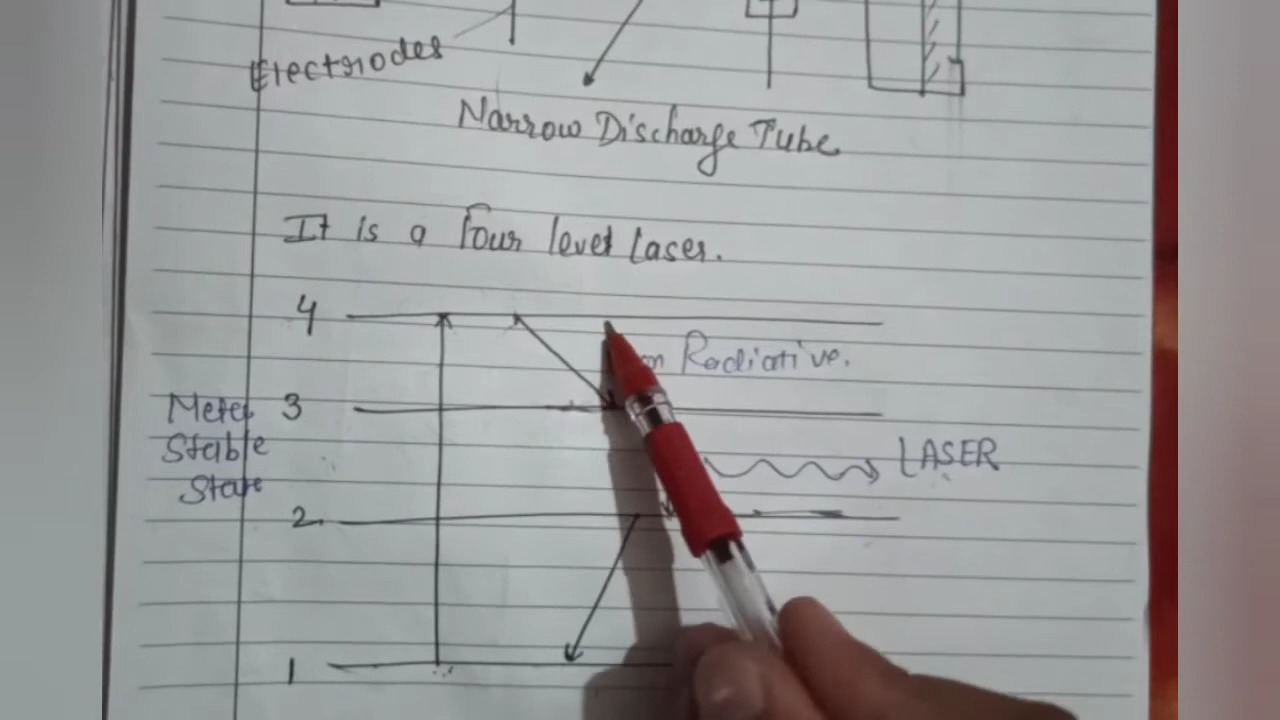 Electrodes
Narrow Discharge Tube
It is a Four level Laser.
4
Radiative.
Meta 3
Stable
State
LASER
2.
1